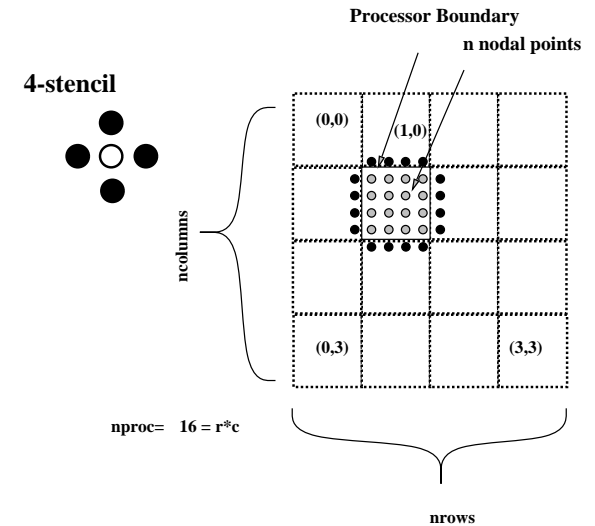 Processor Boundary
n nodal points
4-stencil
(0,0)
(1,0)
ncolumns
(0,3)
(3,3)
nproc= 16 = r*c
nrows